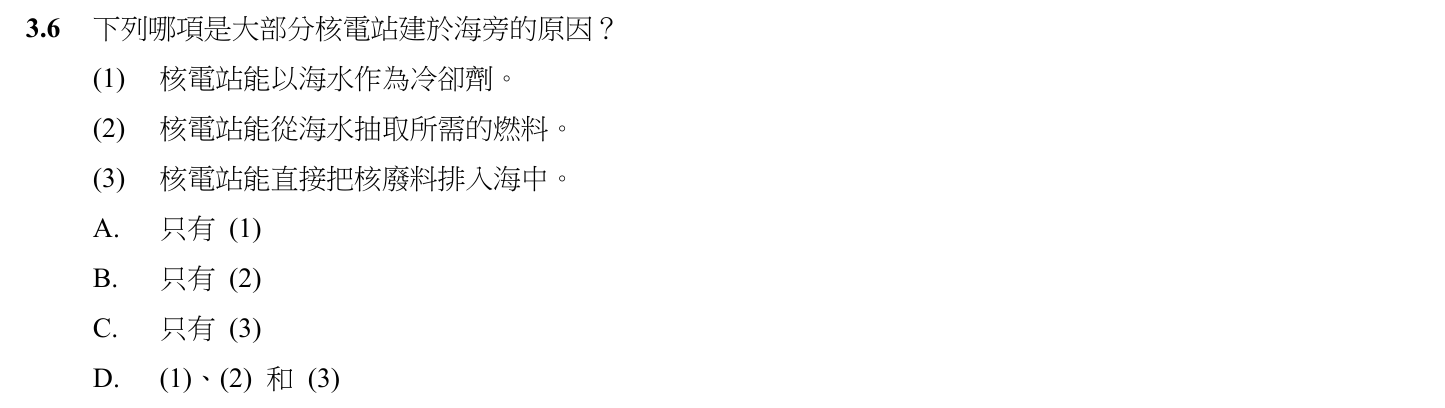 3.6 下列哪項是大部分核電站建於海旁的原因？
(1) 核電站能以海水作為冷卻劑。
(2) 核電站能從海水抽取所需的燃料。
(3) 核電站能直接把核廢料排入海中。
A. 只有 (1)
B. 只有 (2)
C. 只有 (3)
D. (1)、(2) 和 (3)